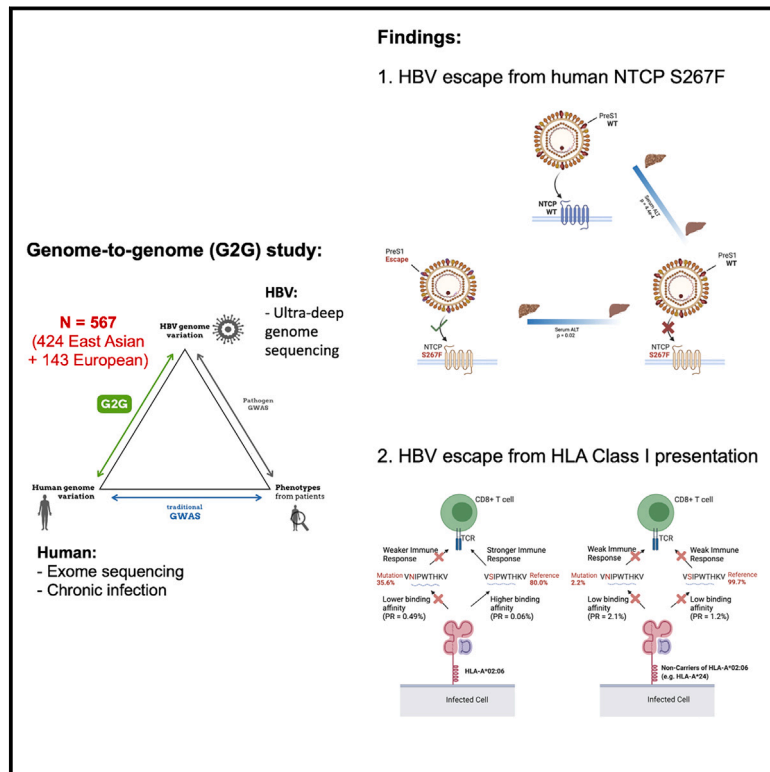 Findings:
1. HBV escape from human NTCP S267F
PreS1
WT
NTCP
WT
Serum ALT
p = 4.4e-4
PreS1
Escape
NTCP
S267F
Serum ALT
p = 0.02
PreS1
WT
NTCP
S267F
Genome-to-genome (G2G) study:
N = 567
(424 East Asian
+ 143 European)
HBV genome
variation
HBV:
- Ultra-deep
genome
sequencing
G2G
Pathogen
GWAS
Human genome
variation
traditional
GWAS
Phenotypes
from patients
Human:
- Exome sequencing
- Chronic infection
2. HBV escape from HLA Class I presentation
CD8+ T cell
TCR
Weaker Immune
Response
Stronger Immune
Response
Mutation
35.6%
VNIPWTHKV
VSIPWTHKV
Reference
80.0%
Lower binding
affinity
(PR = 0.49%)
Higher binding
affinity
(PR = 0.06%)
HLA-A*02:06
Infected Cell
CD8+ T cell
TCR
Weak Immune
Response
Weak Immune
Response
Mutation
2.2%
VNIPWTHKV
VSIPWTHKV
Reference
99.7%
Low binding
affinity
(PR = 2.1%)
Low binding
affinity
(PR = 1.2%)
Non-Carriers of HLA-A*02:06
(e.g. HLA-A*24)
Infected Cell